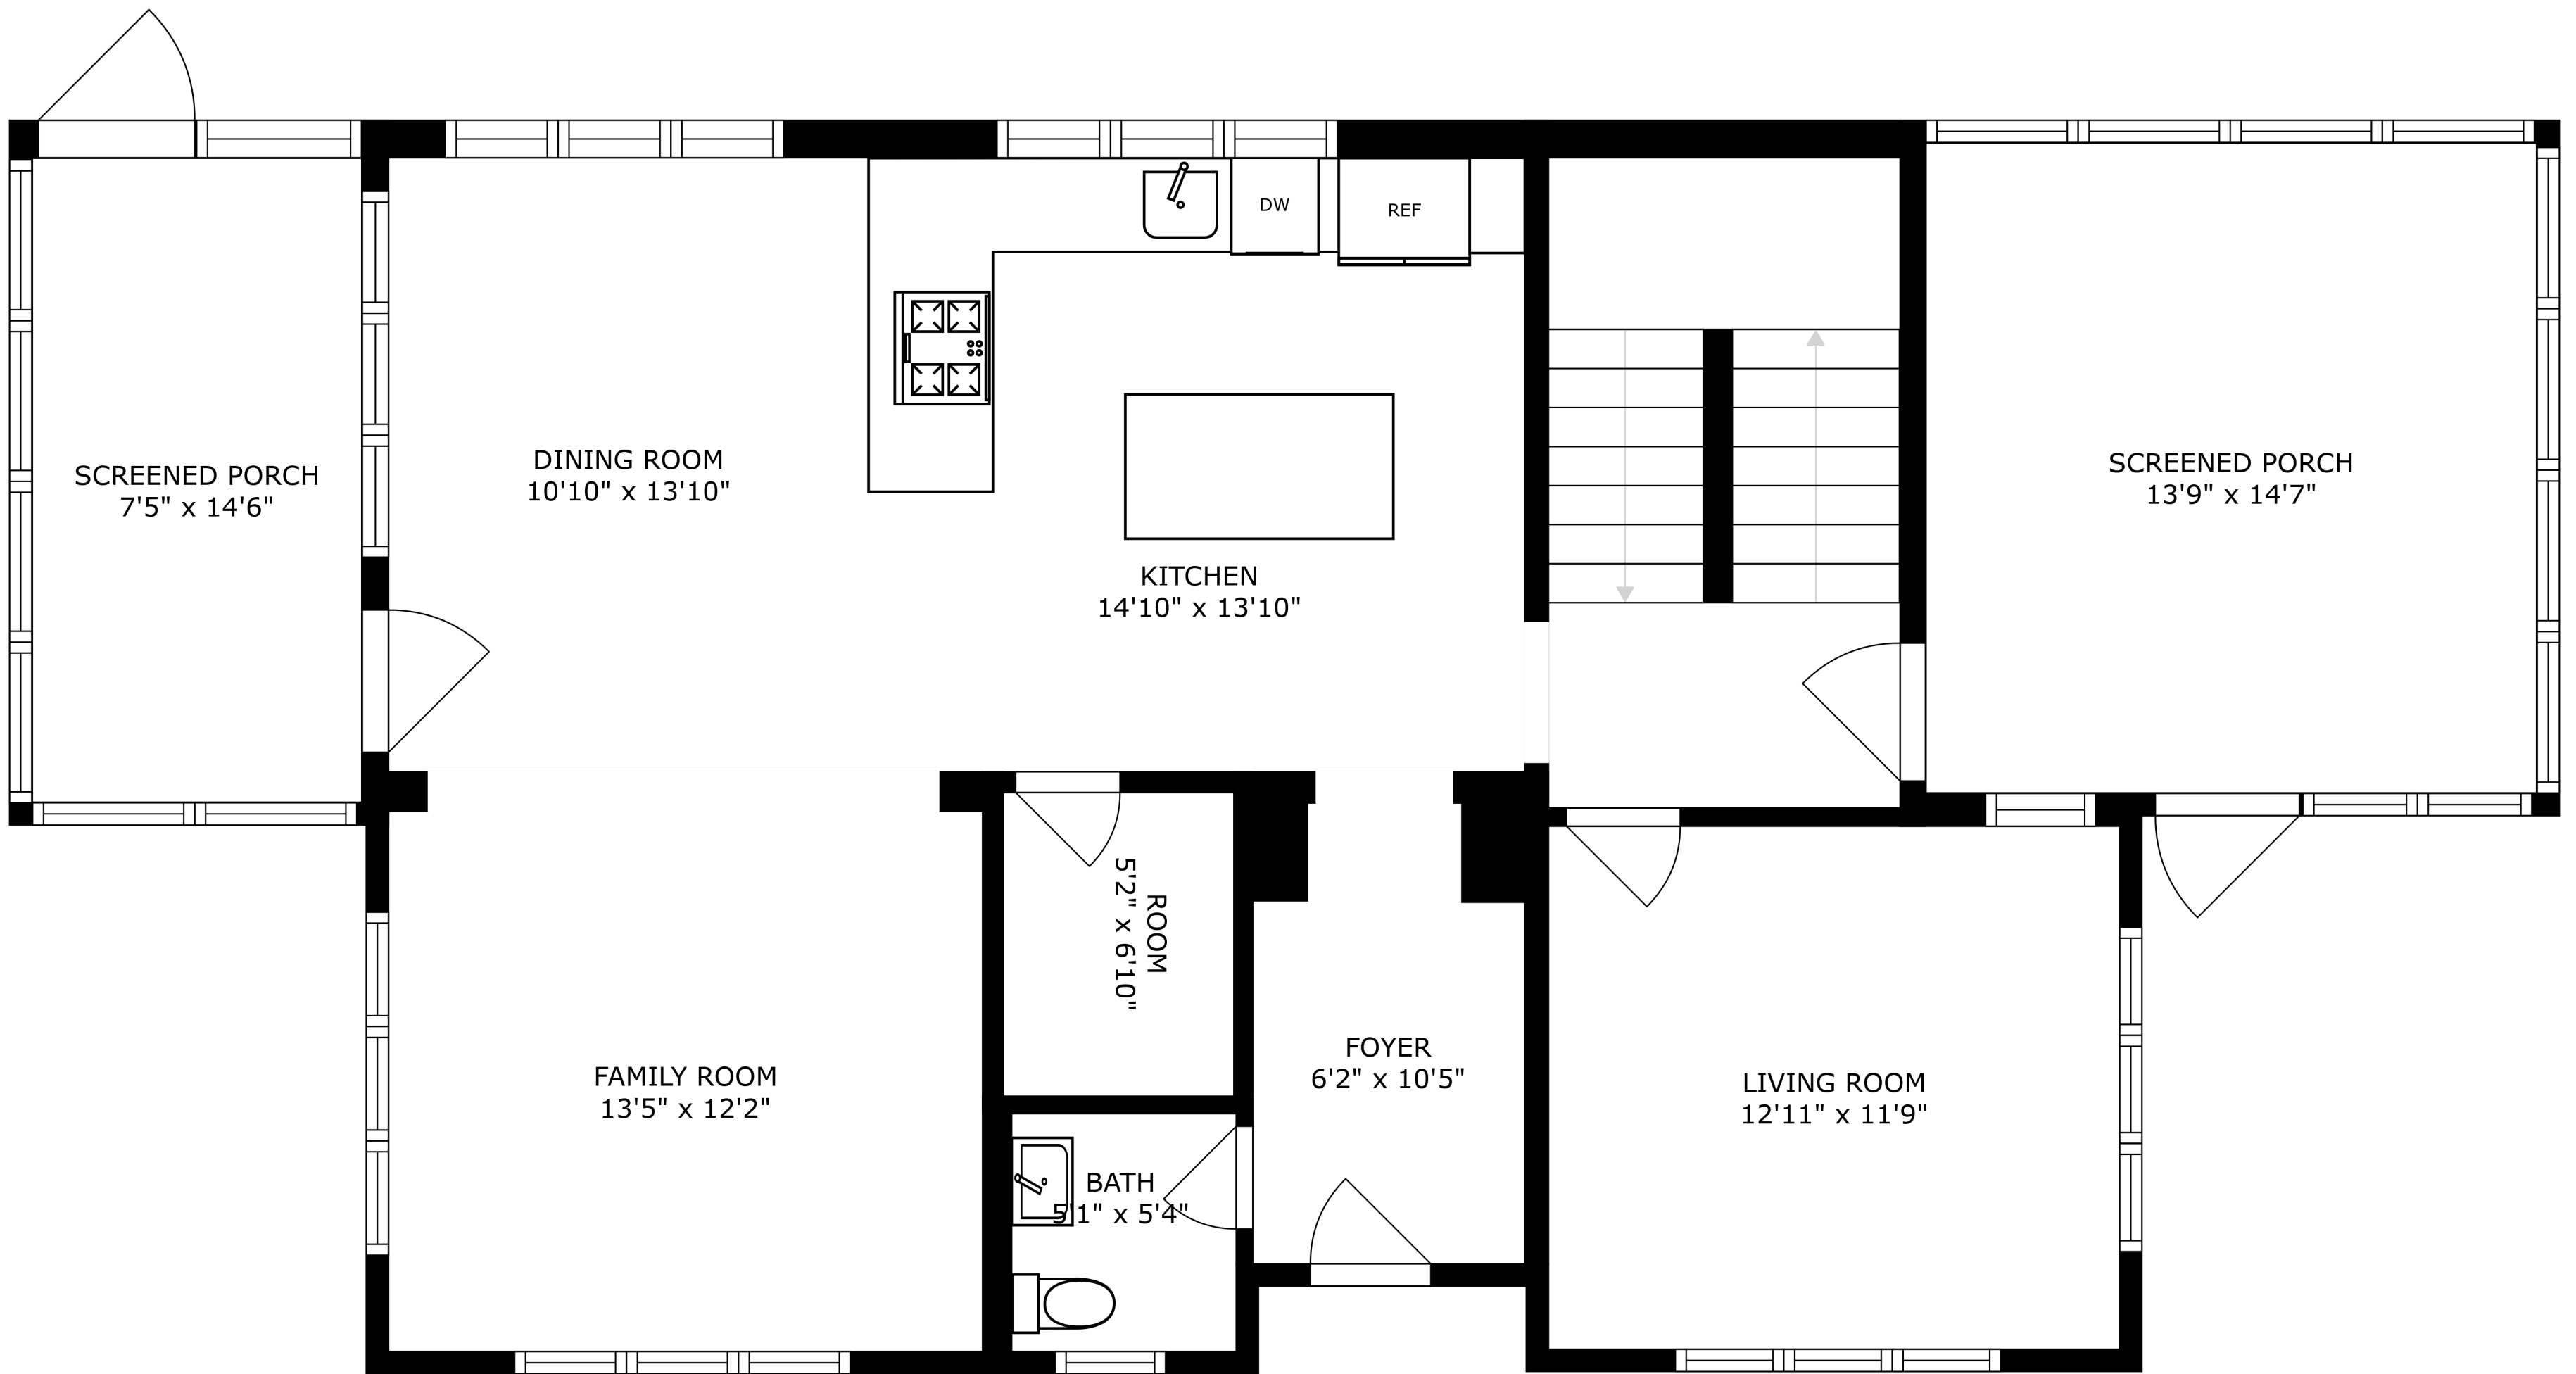 DW
REF
SCREENED PORCH
7'5" x 14'6"
DINING ROOM
10'10" x 13'10"
KITCHEN
14'10" x 13'10"
SCREENED PORCH
13'9" x 14'7"
ROOM
5'2" x 6'10"
FAMILY ROOM
13'5" x 12'2"
FOYER
6'2" x 10'5"
LIVING ROOM
12'11" x 11'9"
BATH
5'1" x 5'4"